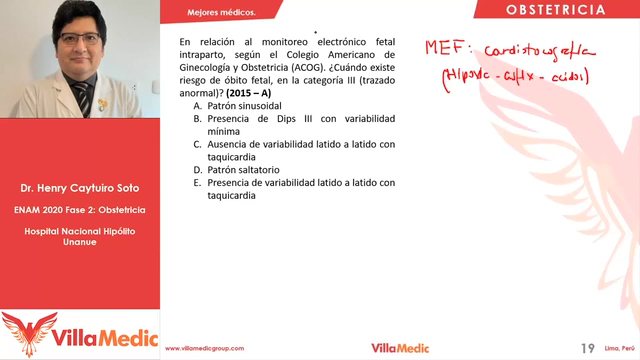 Mejores médicos.
OBSTETRICIA
En relación al monitoreo electrónico fetal
intraparto, según el Colegio Americano de
Ginecología y Obstetricia (ACOG). ¿Cuándo existe
riesgo de óbito fetal, en la categoría III (trazado
anormal)? (2015 – A)
A. Patrón sinusoidal
B. Presencia de Dips III con variabilidad
mínima
C. Ausencia de variabilidad latido a latido con
taquicardia
D. Patrón saltatorio
E. Presencia de variabilidad latido a latido con
taquicardia
MEF:
Dr. Henry Caytuiro Soto
ENAM 2020 Fase 2: Obstetricia
Hospital Nacional Hipólito
Unanue
VillaMedic
www.villamedicgroup.com
VillaMedic
19
Lima, Perú